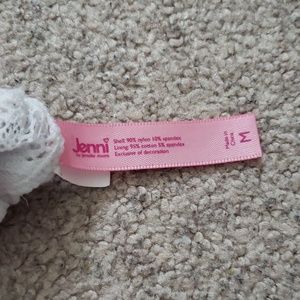 Jenni
by jennifer moore
Shell: 90% nylon 10% spandex
Lining: 95% cotton 5% spandex
Exclusive of decoration
Made in
China
M